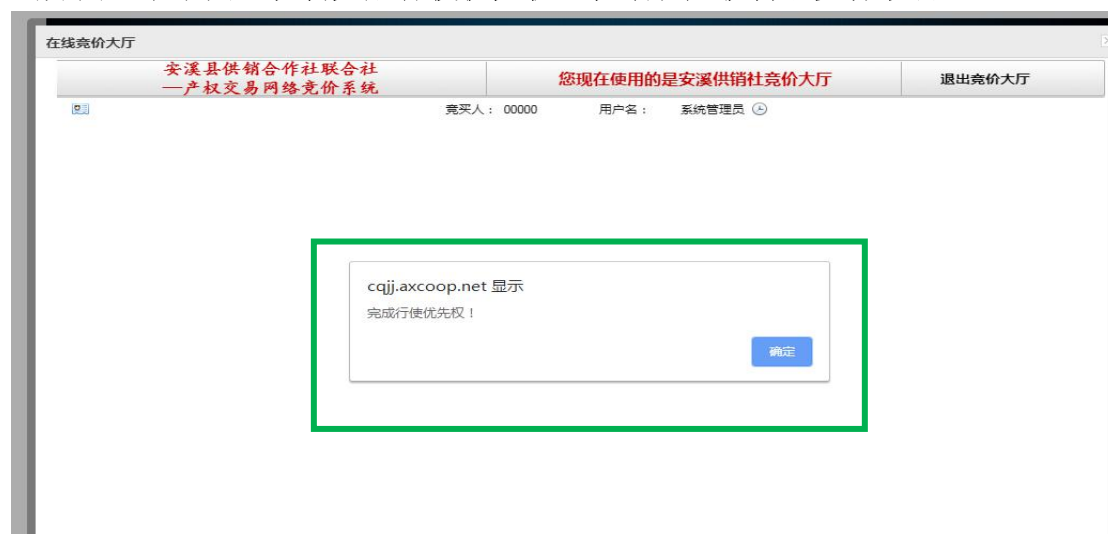 在线竞价大厅
安溪县供销合作社联合社
—产权交易网络竞价系统
您现在使用的是安溪供销社竞价大厅
退出竞价大厅
竞买人： 00000 用户名： 系统管理员
cqjj.axcoop.net 显示
完成行使优先权！
确定